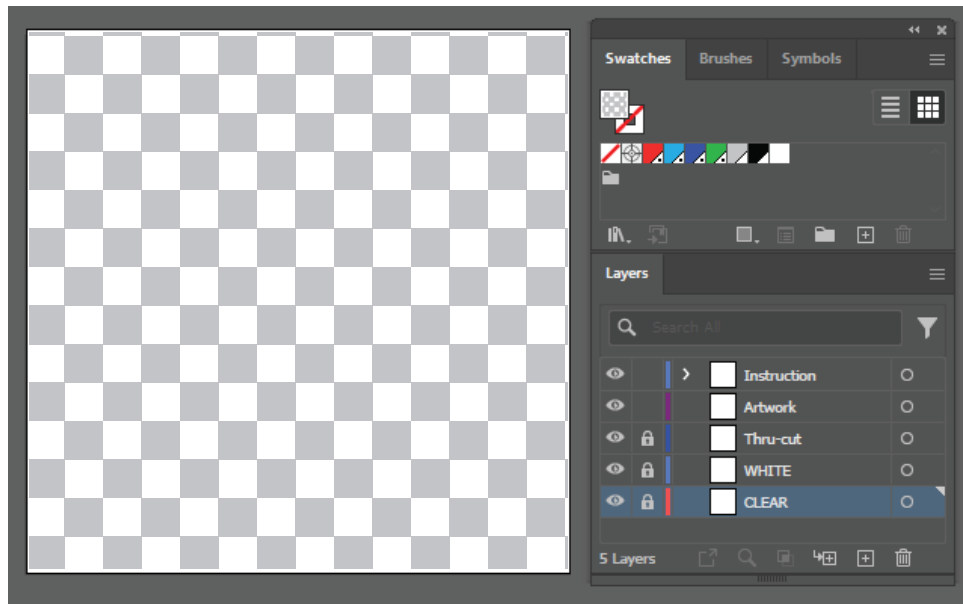 Swatches Brushes Symbols
Layers
Search All
Instruction
Artwork
Thru-cut
WHITE
CLEAR
5 Layers